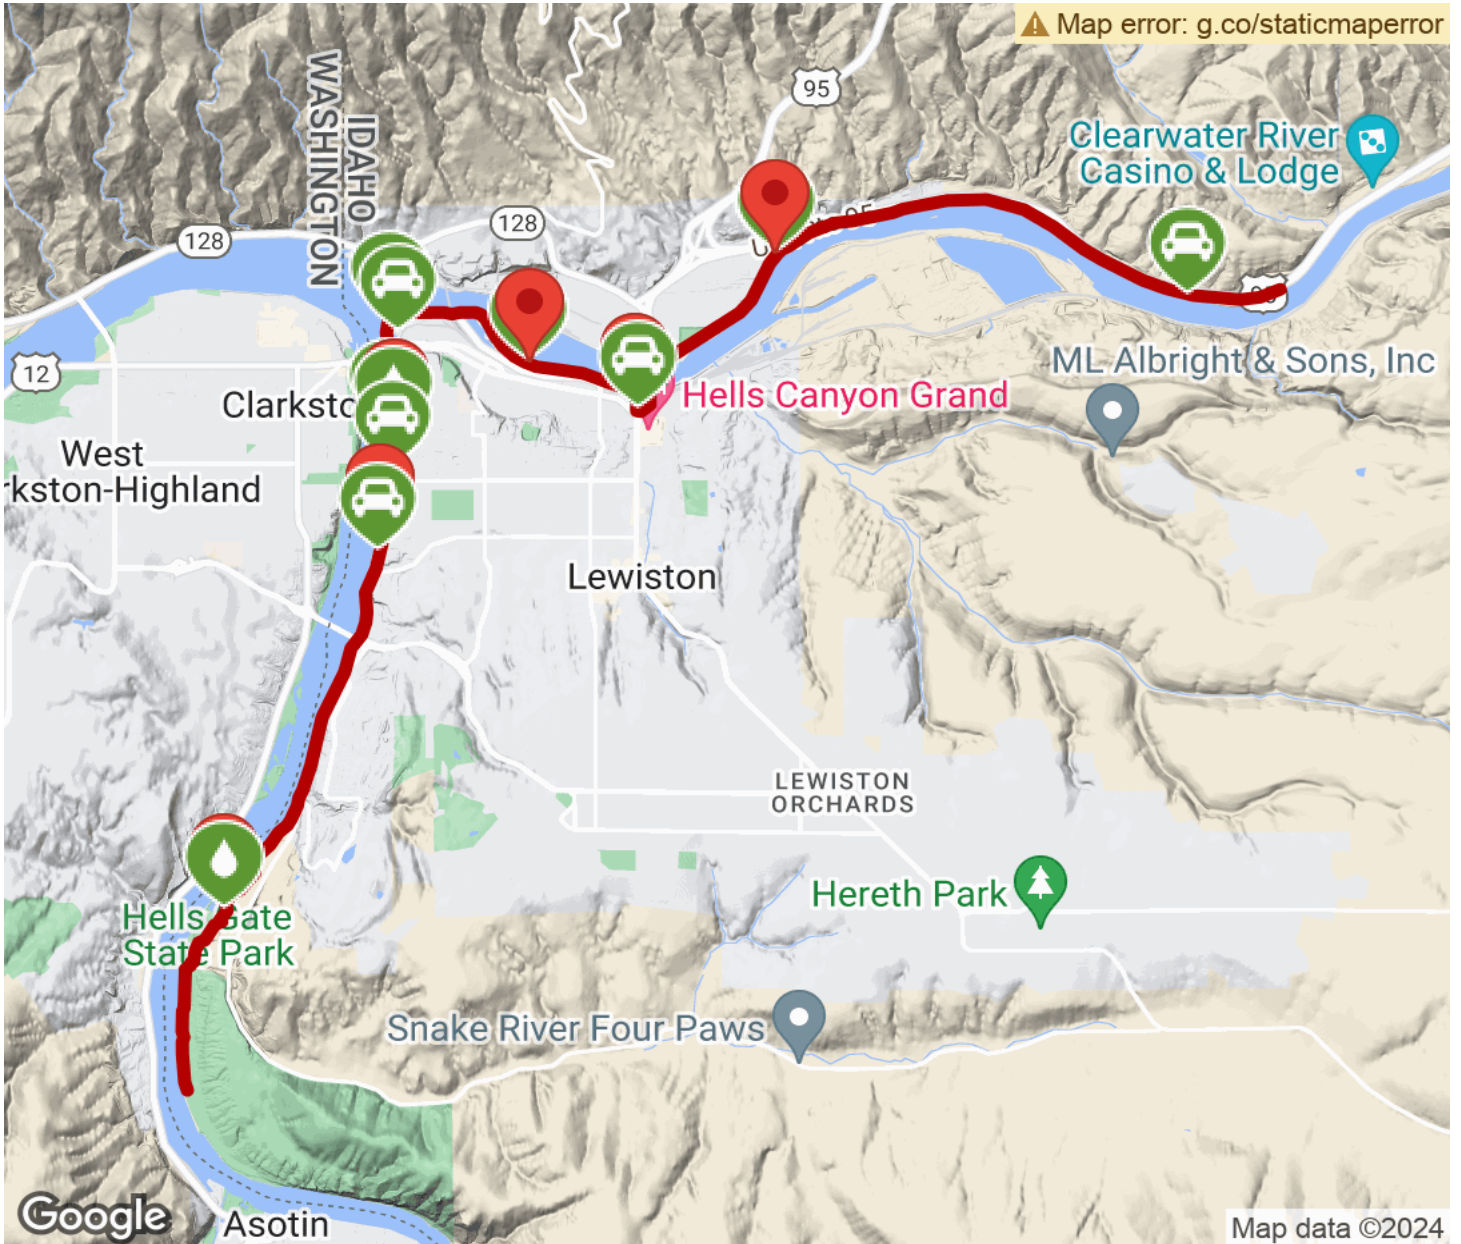 Map error: g.co/staticmaperror
WASHINGTON
IDAHO
95
Clearwater River
Casino & Lodge
128
128
12
ML Albright & Sons, Inc
Hells Canyon Grand
Clarksto
West
rkston-Highland
Lewiston
LEWISTON
ORCHARDS
Hereth Park
Hells Gate
State Park
Snake River Four Paws
Google
Asotin
Map data ©2024